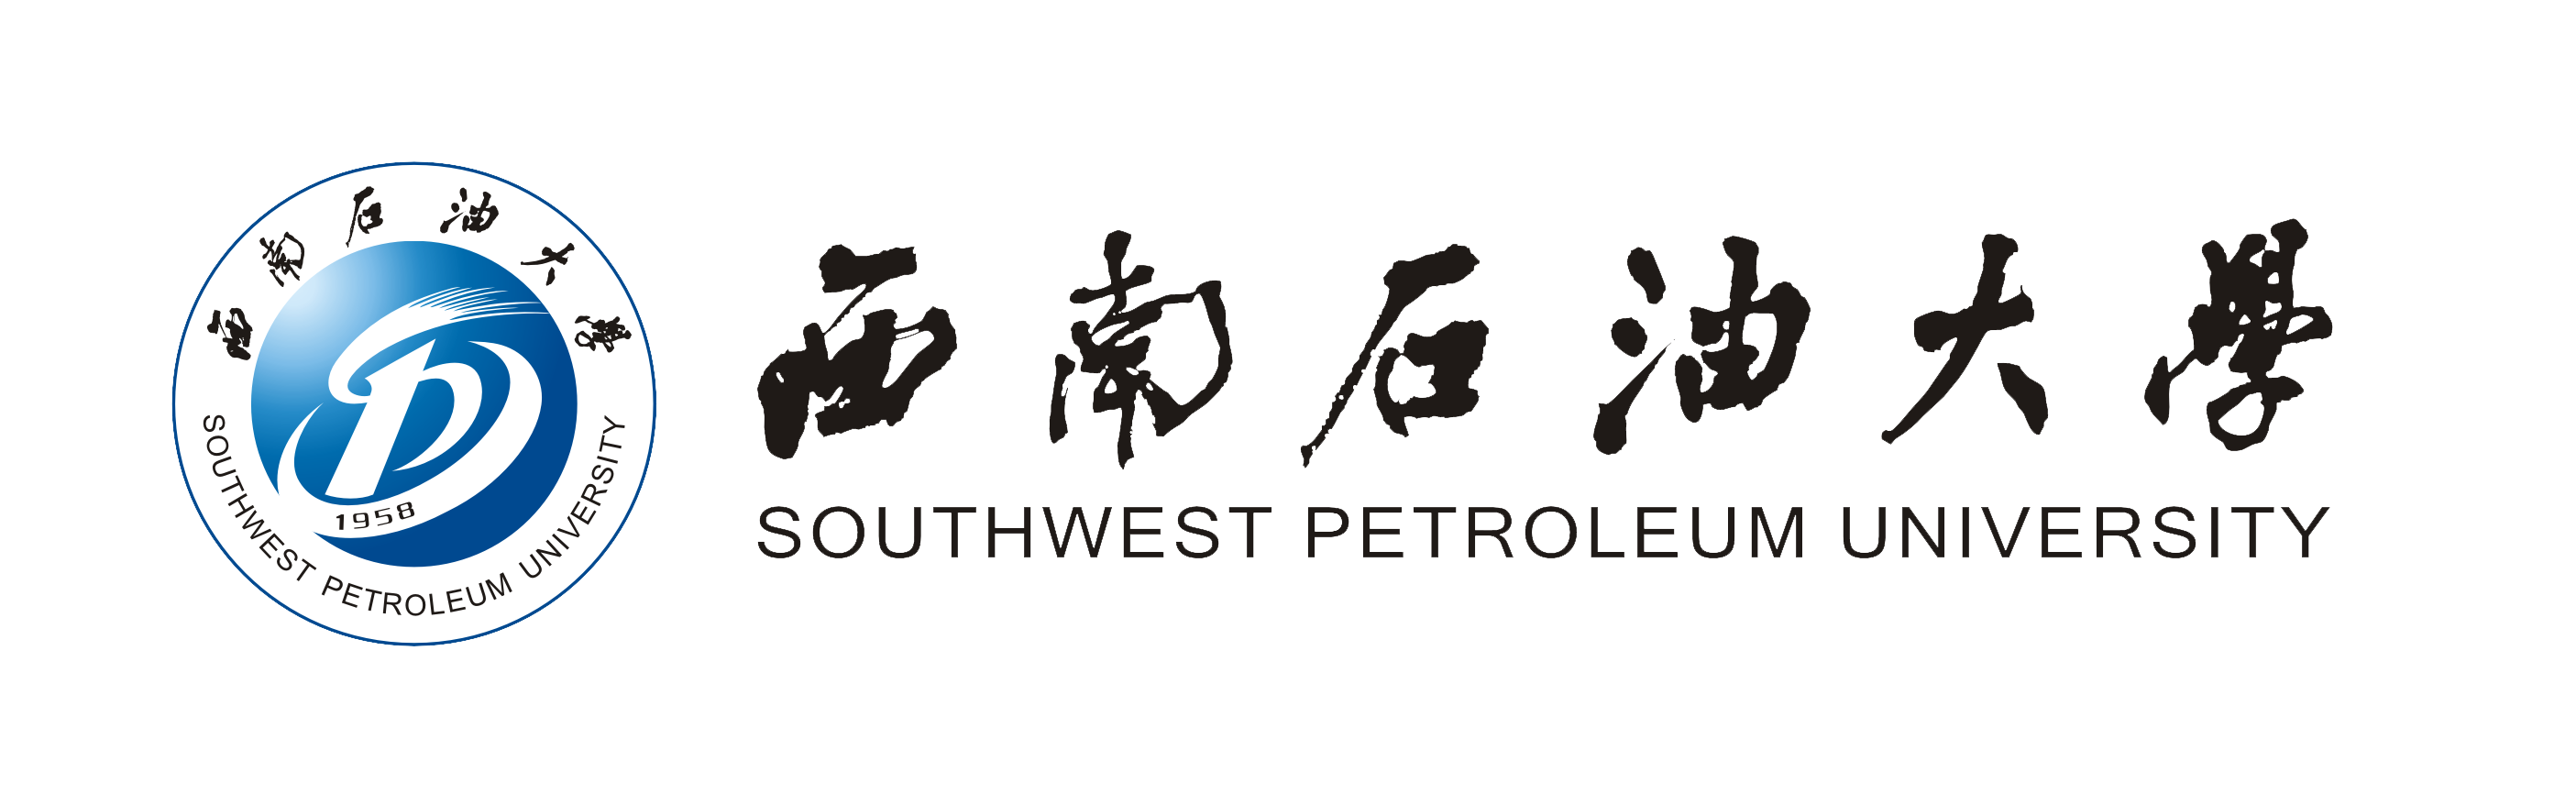 西南石油大學
SOUTHWEST PETROLEUM UNIVERSITY
1958
西南石油大學
SOUTHWEST PETROLEUM UNIVERSITY